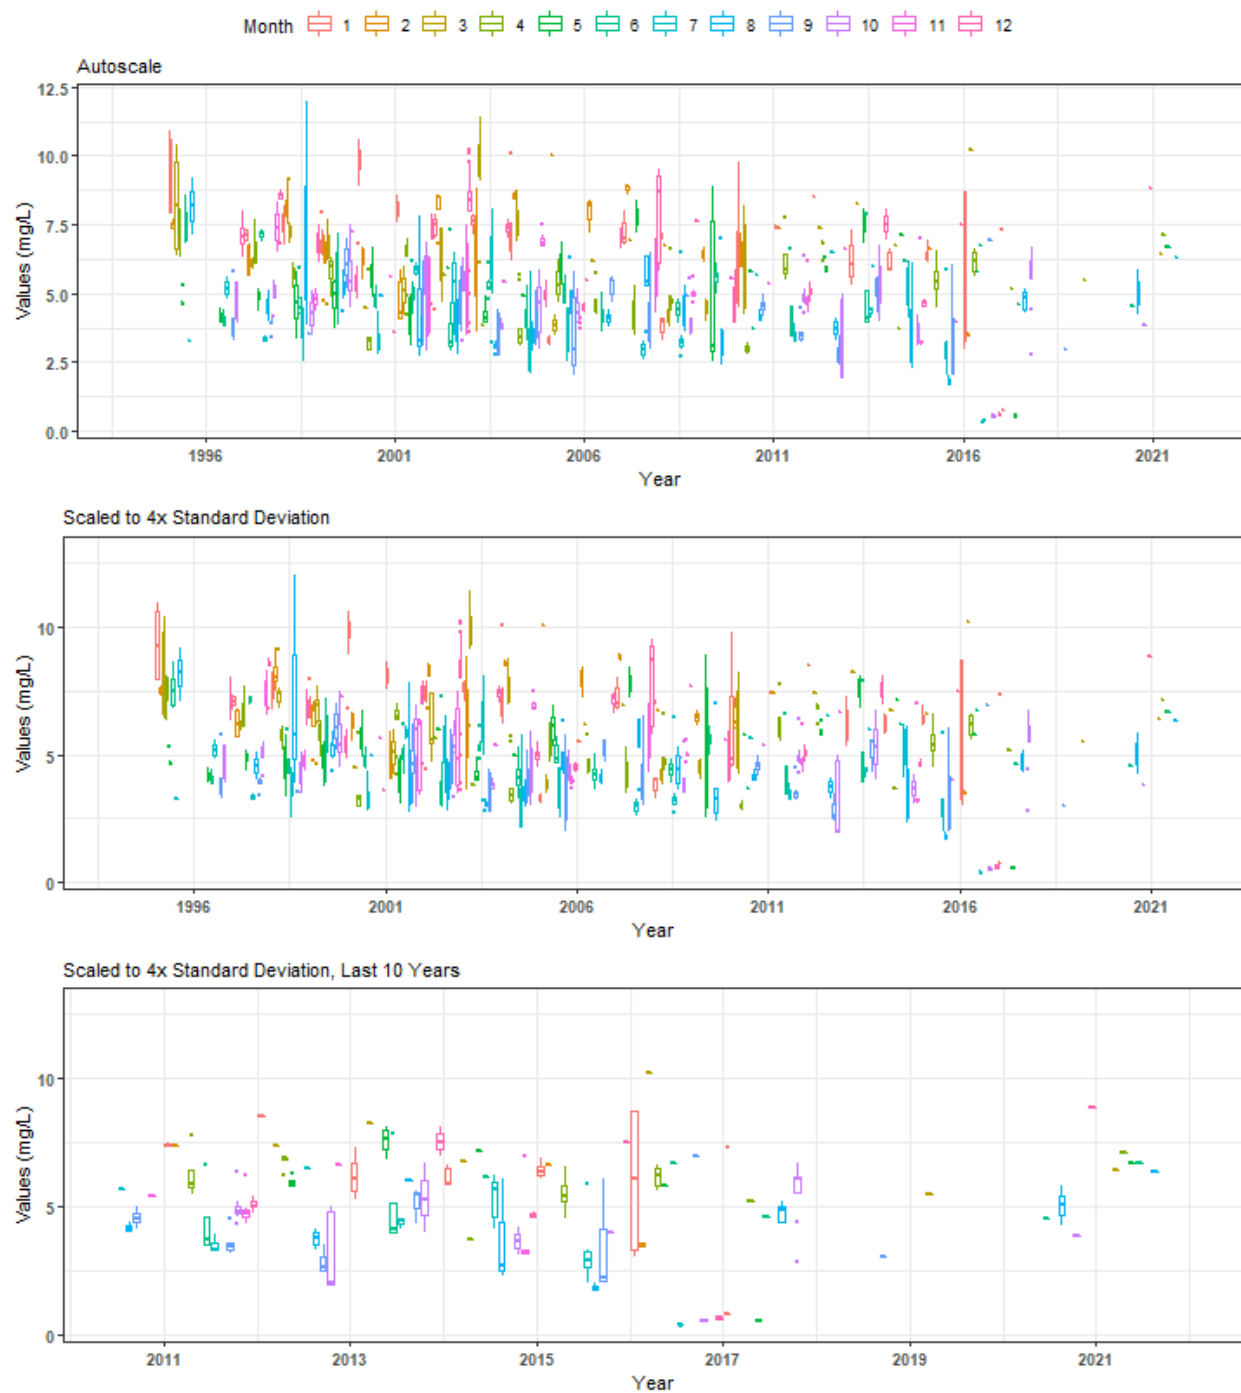 Month 1 2 3 4 5 6 7 8 9 10 11 12
Autoscale
Values (mg/L)
12.5
10.0
7.5
5.0
2.5
0.0
1996 2001 2006 2011 2016 2021
Year
Scaled to 4x Standard Deviation
Values (mg/L)
10
5
0
1996 2001 2006 2011 2016 2021
Year
Scaled to 4x Standard Deviation, Last 10 Years
Values (mg/L)
10
5
0
2011 2013 2015 2017 2019 2021
Year